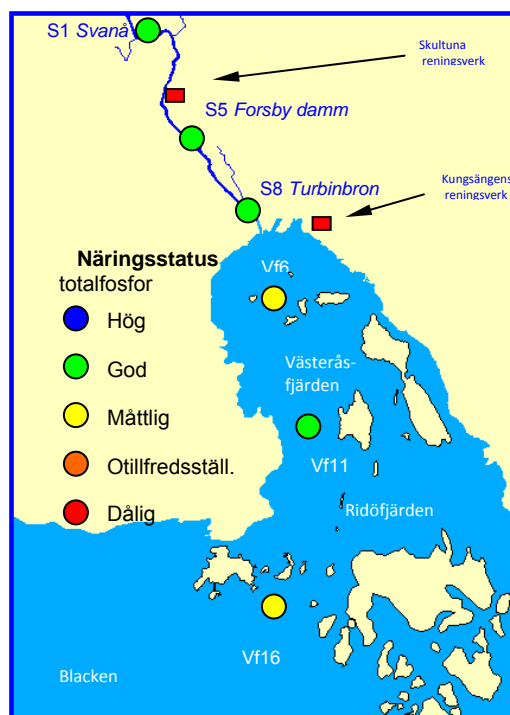 S1 Svanå
Skultuna
reningsverk
S5 Forsby damm
Kungsängens
reningsverk
S8 Turbinbron
Näringsstatus
totalfosfor
Hög
God
Måttlig
Otillfredsställ.
Dålig
Vf6
Västerås-
fjärden
Vf11
Ridöfjärden
Vf16
Blacken